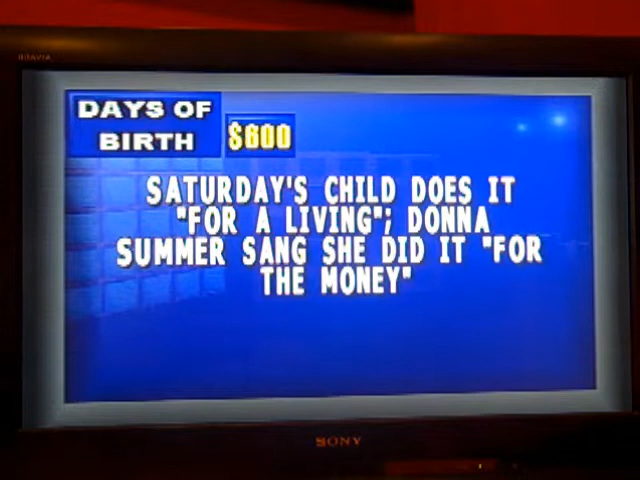 BRAVIA
DAYS OF
BIRTH
$600
SATURDAY'S CHILD DOES IT
"FOR A LIVING"; DONNA
SUMMER SANG SHE DID IT "FOR
THE MONEY"
SONY